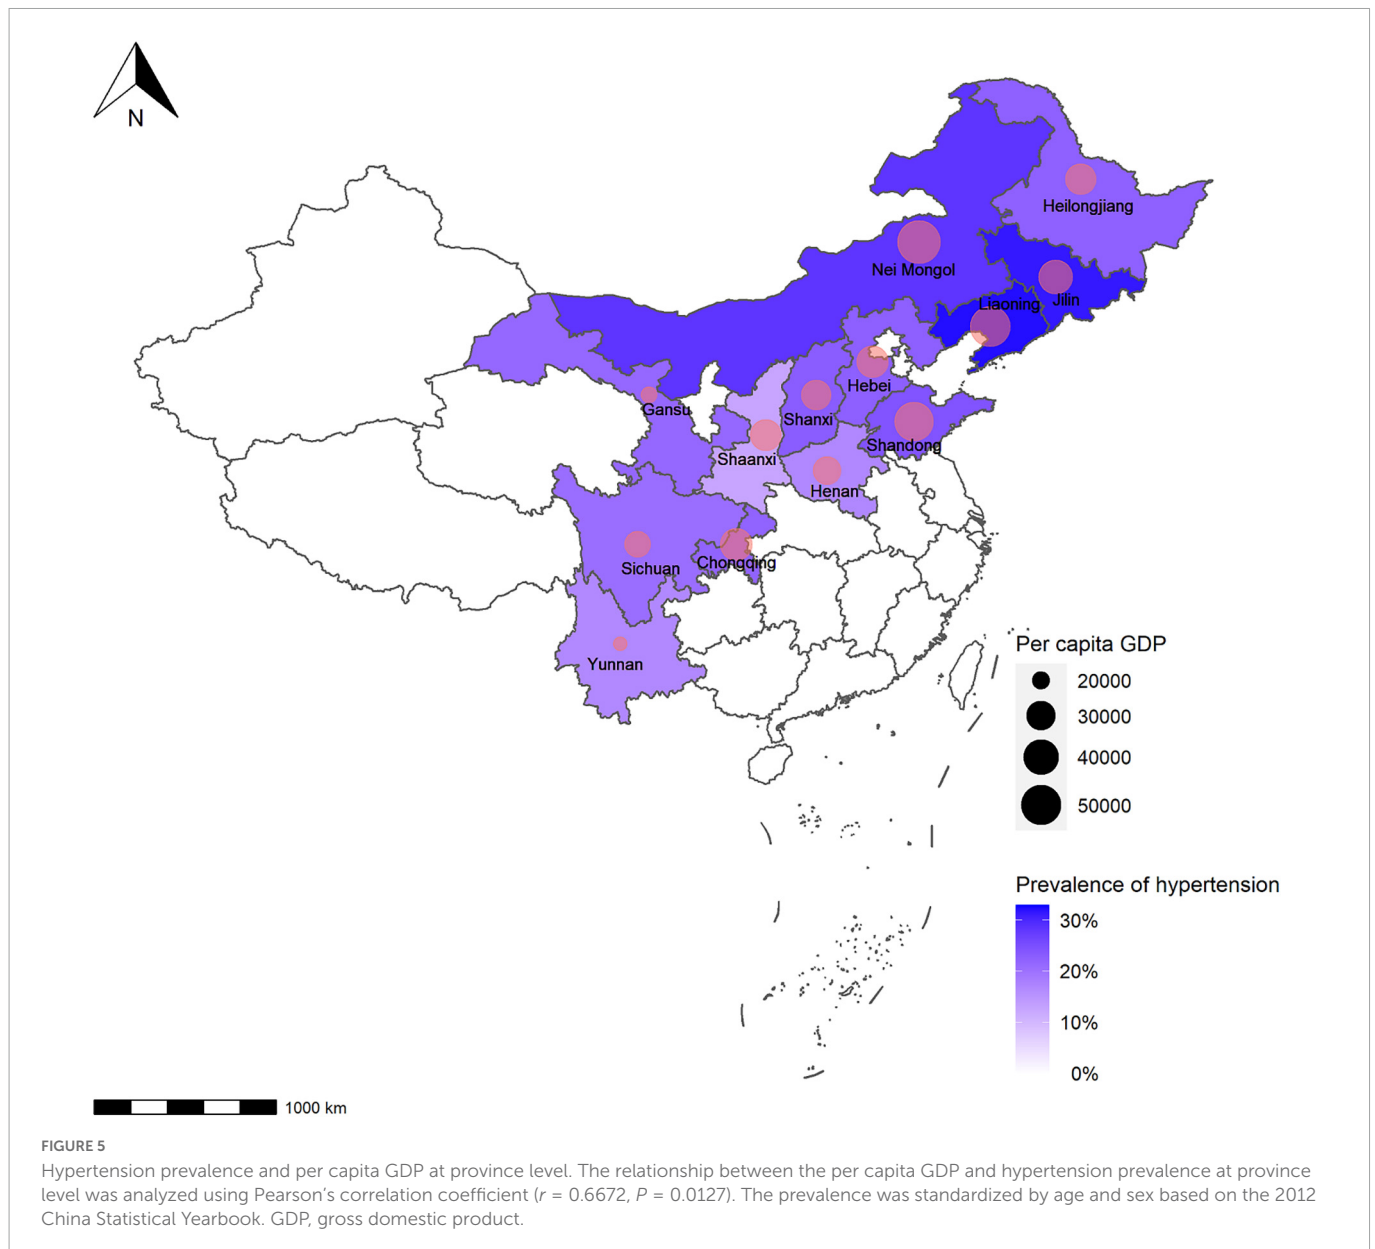 N
Heilongjiang
Nei Mongol
Jilin
Liaoning
Hebei
Gansu
Shanxi
Shandong
Shaanxi
Henan
Sichuan
Chongqing
Yunnan
Per capita GDP
20000
30000
40000
50000
Prevalence of hypertension
30%
20%
10%
0%
1000 km
FIGURE 5
Hypertension prevalence and per capita GDP at province level. The relationship between the per capita GDP and hypertension prevalence at province
level was analyzed using Pearson’s correlation coefficient (r = 0.6672, P = 0.0127). The prevalence was standardized by age and sex based on the 2012
China Statistical Yearbook. GDP, gross domestic product.